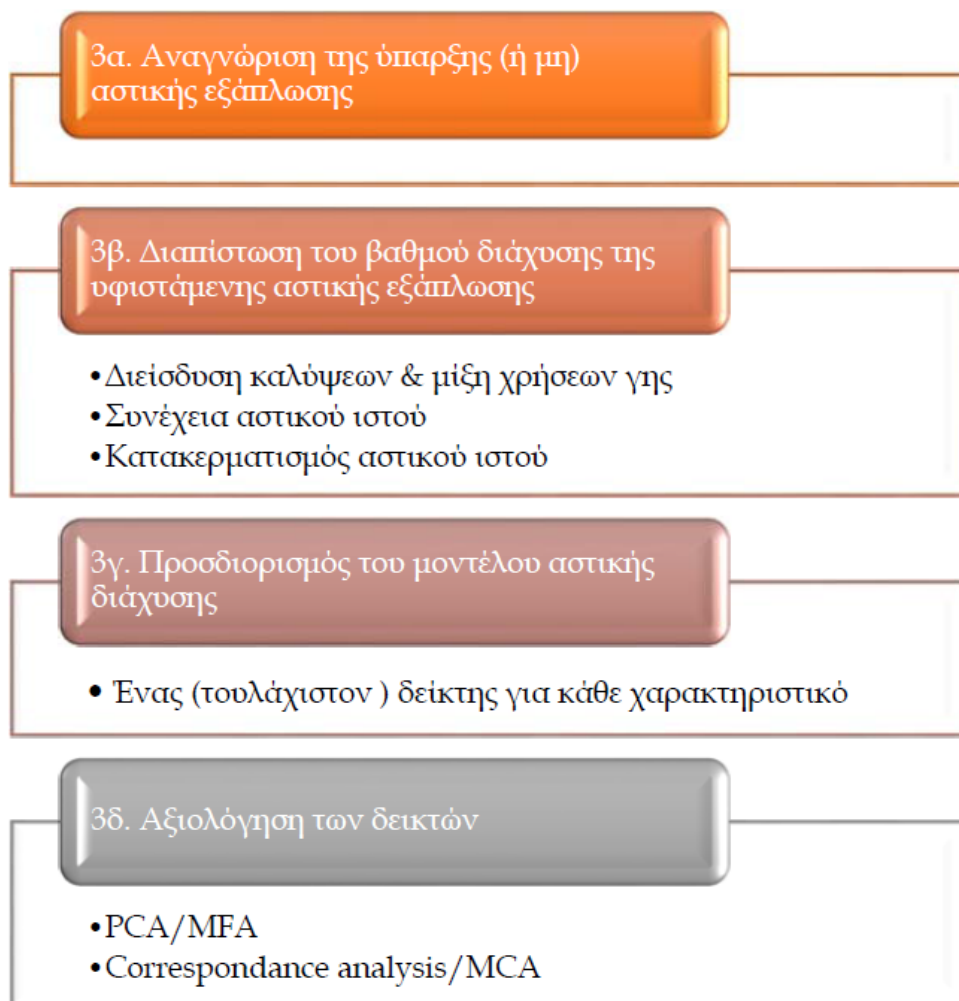 3α. Αναγνώριση της ύπαρξης (ή μη)
αστικής εξάπλωσης
3β. Διαπίστωση του βαθμού διάχυσης της
υφιστάμενης αστικής εξάπλωσης
•Διείσδυση καλύψεων & μίξη χρήσεων γης
•Συνέχεια αστικού ιστού
•Κατακερματισμός αστικού ιστού
3γ. Προσδιορισμός του μοντέλου αστικής
διάχυσης
• Ένας (τουλάχιστον ) δείκτης για κάθε χαρακτηριστικό
3δ. Αξιολόγηση των δεικτών
•PCA/MFA
•Correspondance analysis/MCA